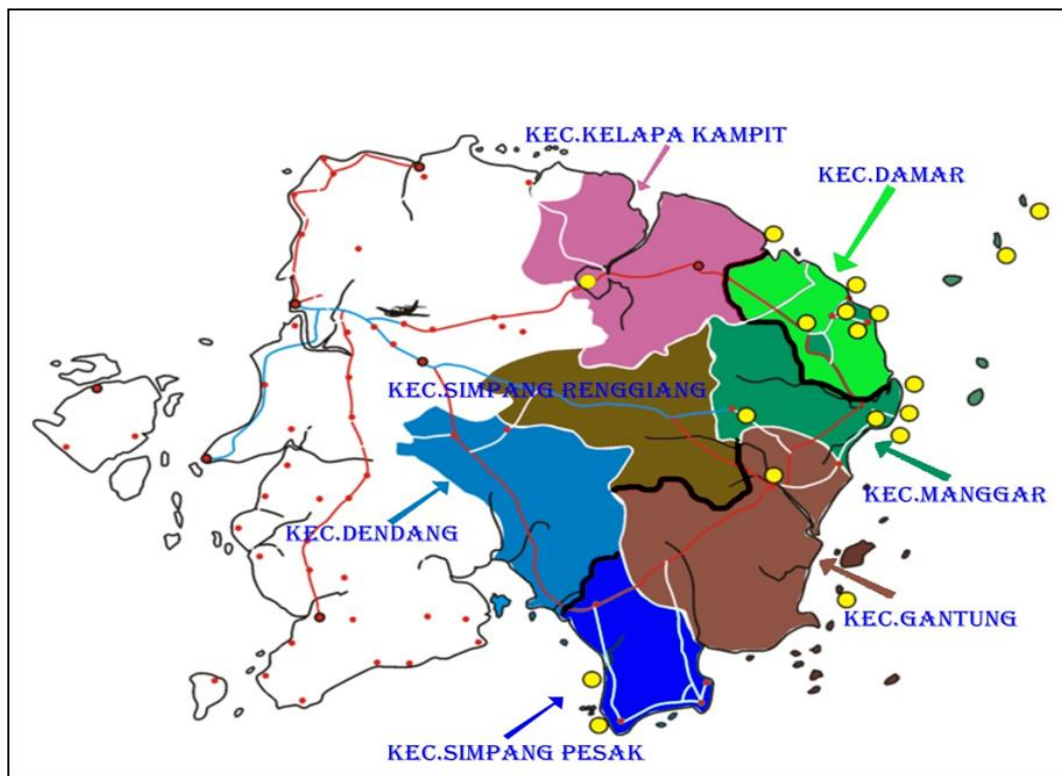 KEC.KELAPA KAMPIT
KEC.DAMAR
KEC.SIMPANG RENGGIANG
KEC.MANGGAR
KEC.DENDANG
KEC.GANTUNG
KEC.SIMPANG PESAK